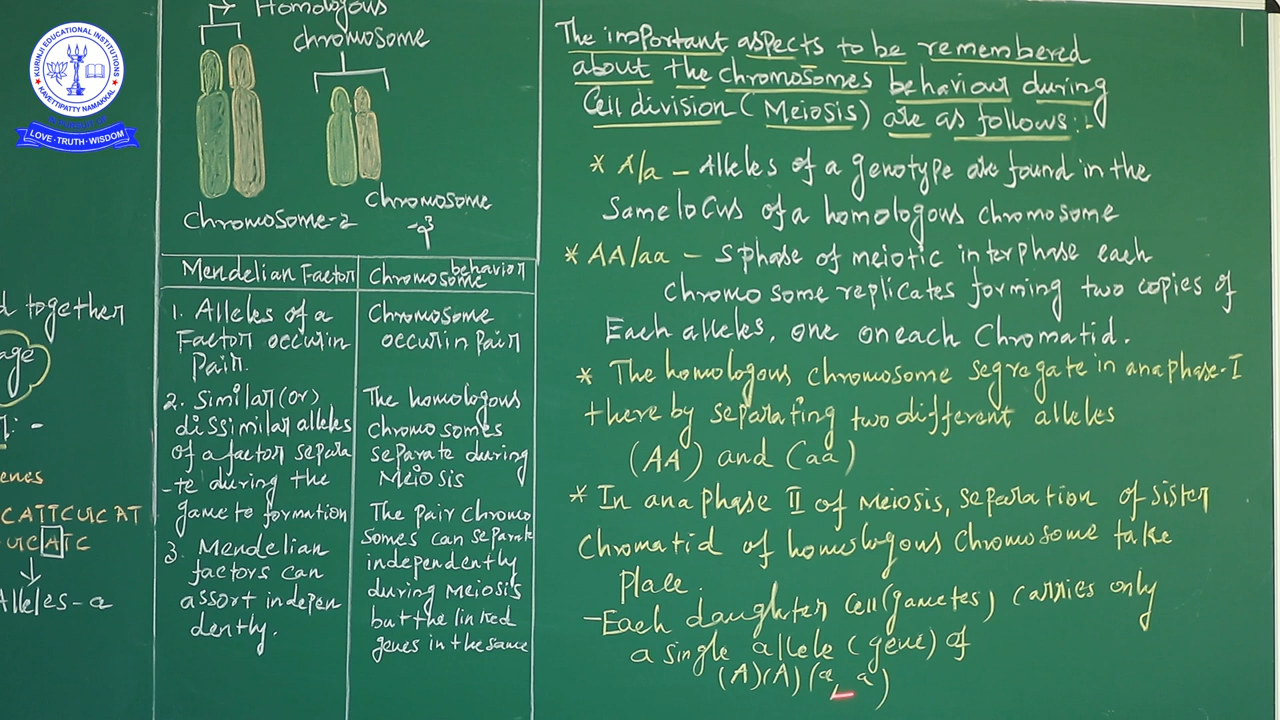 KURINJI EDUCATIONAL INSTITUTIONS
KAVETTIPATTY NAMAKKAL
LOVE - TRUTH - WISDOM
Homologous
chromosome
Chromosome-2
Chromosome
-3
d together
age
enes
CATTCUCAT
UCATC
Alleles-a
Mendelian Factor
Chromosome behavior
1. Alleles of a
Factor occur in
Pair.
Chromosome
occur in Pair
2. Similar (or)
dissimilar alleles
of a factor separa
-te during the
gamete formation
The homologous
chromosomes
separate during
Meiosis
3. Mendelian
factors can
assort indepen
dently.
The pair chromo
somes can separate
independently
during meiosis
but the linked
genes in the same
The important aspects to be remembered
about the chromosomes behaviour during
Cell division (Meiosis) are as follows:-
* A/a - Alleles of a genotype are found in the
Same locus of a homologous chromosome
* AA/aa - S phase of meiotic interphase each
Chromosome replicates forming two copies of
Each alleles, one on each Chromatid.
* The homologous chromosome segregate in anaphase-I
there by separating two different alleles
(AA) and (aa)
* In anaphase II of Meiosis, separation of sister
Chromatid of homologous Chromosome take
place.
-Each daughter cell (gametes) carries only
a single allele (gene) of
(A)(A)(a, a)